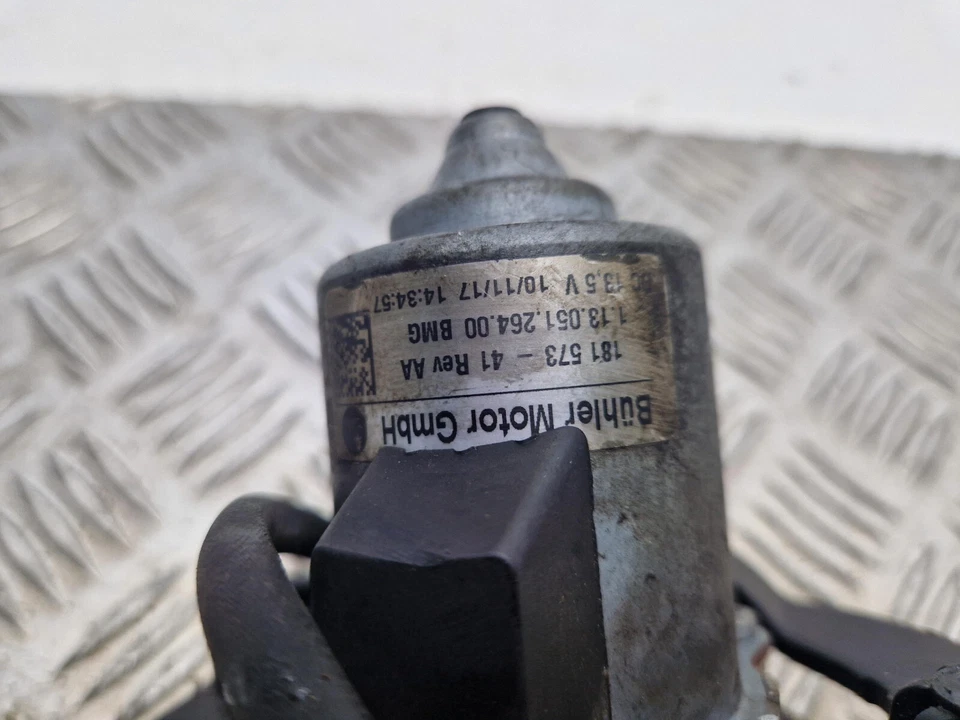 Bühler Motor GmbH
181 573 - 41 Rev AA
1.13.051.264.00 BMG
DC 13,5 V 10/11/17 14:34:57